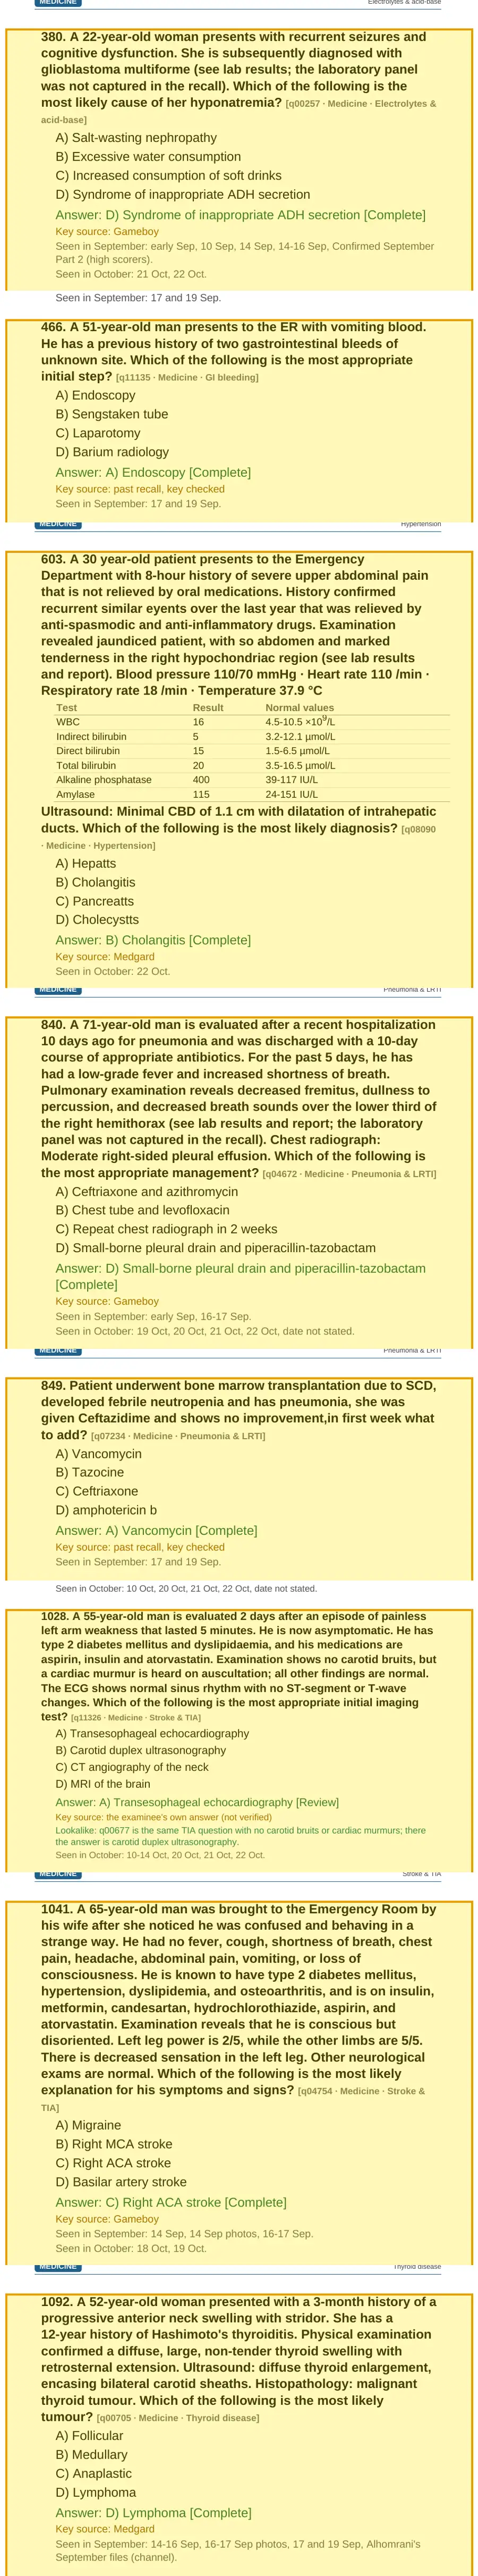 MEDICINE
Electrolytes & acid-base
380. A 22-year-old woman presents with recurrent seizures and
cognitive dysfunction. She is subsequently diagnosed with
glioblastoma multiforme (see lab results; the laboratory panel
was not captured in the recall). Which of the following is the
most likely cause of her hyponatremia? [q00257 · Medicine · Electrolytes &
acid-base]
A) Salt-wasting nephropathy
B) Excessive water consumption
C) Increased consumption of soft drinks
D) Syndrome of inappropriate ADH secretion
Answer: D) Syndrome of inappropriate ADH secretion [Complete]
Key source: Gameboy
Seen in September: early Sep, 10 Sep, 14 Sep, 14-16 Sep, Confirmed September
Part 2 (high scorers).
Seen in October: 21 Oct, 22 Oct.
Seen in September: 17 and 19 Sep.
466. A 51-year-old man presents to the ER with vomiting blood.
He has a previous history of two gastrointestinal bleeds of
unknown site. Which of the following is the most appropriate
initial step? [q11135 · Medicine · GI bleeding]
A) Endoscopy
B) Sengstaken tube
C) Laparotomy
D) Barium radiology
Answer: A) Endoscopy [Complete]
Key source: past recall, key checked
Seen in September: 17 and 19 Sep.
MEDICINE
Hypertension
603. A 30 year-old patient presents to the Emergency
Department with 8-hour history of severe upper abdominal pain
that is not relieved by oral medications. History confirmed
recurrent similar eyents over the last year that was relieved by
anti-spasmodic and anti-inflammatory drugs. Examination
revealed jaundiced patient, with so abdomen and marked
tenderness in the right hypochondriac region (see lab results
and report). Blood pressure 110/70 mmHg · Heart rate 110 /min ·
Respiratory rate 18 /min · Temperature 37.9 °C
Test Result Normal values
WBC 16 4.5-10.5 ×10⁹/L
Indirect bilirubin 5 3.2-12.1 µmol/L
Direct bilirubin 15 1.5-6.5 µmol/L
Total bilirubin 20 3.5-16.5 µmol/L
Alkaline phosphatase 400 39-117 IU/L
Amylase 115 24-151 IU/L
Ultrasound: Minimal CBD of 1.1 cm with dilatation of intrahepatic
ducts. Which of the following is the most likely diagnosis? [q08090
· Medicine · Hypertension]
A) Hepatts
B) Cholangitis
C) Pancreatts
D) Cholecystts
Answer: B) Cholangitis [Complete]
Key source: Medgard
Seen in October: 22 Oct.
MEDICINE
Pneumonia & LRTI
840. A 71-year-old man is evaluated after a recent hospitalization
10 days ago for pneumonia and was discharged with a 10-day
course of appropriate antibiotics. For the past 5 days, he has
had a low-grade fever and increased shortness of breath.
Pulmonary examination reveals decreased fremitus, dullness to
percussion, and decreased breath sounds over the lower third of
the right hemithorax (see lab results and report; the laboratory
panel was not captured in the recall). Chest radiograph:
Moderate right-sided pleural effusion. Which of the following is
the most appropriate management? [q04672 · Medicine · Pneumonia & LRTI]
A) Ceftriaxone and azithromycin
B) Chest tube and levofloxacin
C) Repeat chest radiograph in 2 weeks
D) Small-borne pleural drain and piperacillin-tazobactam
Answer: D) Small-borne pleural drain and piperacillin-tazobactam
[Complete]
Key source: Gameboy
Seen in September: early Sep, 16-17 Sep.
Seen in October: 19 Oct, 20 Oct, 21 Oct, 22 Oct, date not stated.
MEDICINE
Pneumonia & LRTI
849. Patient underwent bone marrow transplantation due to SCD,
developed febrile neutropenia and has pneumonia, she was
given Ceftazidime and shows no improvement,in first week what
to add? [q07234 · Medicine · Pneumonia & LRTI]
A) Vancomycin
B) Tazocine
C) Ceftriaxone
D) amphotericin b
Answer: A) Vancomycin [Complete]
Key source: past recall, key checked
Seen in September: 17 and 19 Sep.
Seen in October: 10 Oct, 20 Oct, 21 Oct, 22 Oct, date not stated.
1028. A 55-year-old man is evaluated 2 days after an episode of painless
left arm weakness that lasted 5 minutes. He is now asymptomatic. He has
type 2 diabetes mellitus and dyslipidaemia, and his medications are
aspirin, insulin and atorvastatin. Examination shows no carotid bruits, but
a cardiac murmur is heard on auscultation; all other findings are normal.
The ECG shows normal sinus rhythm with no ST-segment or T-wave
changes. Which of the following is the most appropriate initial imaging
test? [q11326 · Medicine · Stroke & TIA]
A) Transesophageal echocardiography
B) Carotid duplex ultrasonography
C) CT angiography of the neck
D) MRI of the brain
Answer: A) Transesophageal echocardiography [Review]
Key source: the examinee's own answer (not verified)
Lookalike: q00677 is the same TIA question with no carotid bruits or cardiac murmurs; there
the answer is carotid duplex ultrasonography.
Seen in October: 10-14 Oct, 20 Oct, 21 Oct, 22 Oct.
MEDICINE
Stroke & TIA
1041. A 65-year-old man was brought to the Emergency Room by
his wife after she noticed he was confused and behaving in a
strange way. He had no fever, cough, shortness of breath, chest
pain, headache, abdominal pain, vomiting, or loss of
consciousness. He is known to have type 2 diabetes mellitus,
hypertension, dyslipidemia, and osteoarthritis, and is on insulin,
metformin, candesartan, hydrochlorothiazide, aspirin, and
atorvastatin. Examination reveals that he is conscious but
disoriented. Left leg power is 2/5, while the other limbs are 5/5.
There is decreased sensation in the left leg. Other neurological
exams are normal. Which of the following is the most likely
explanation for his symptoms and signs? [q04754 · Medicine · Stroke &
TIA]
A) Migraine
B) Right MCA stroke
C) Right ACA stroke
D) Basilar artery stroke
Answer: C) Right ACA stroke [Complete]
Key source: Gameboy
Seen in September: 14 Sep, 14 Sep photos, 16-17 Sep.
Seen in October: 18 Oct, 19 Oct.
MEDICINE
Thyroid disease
1092. A 52-year-old woman presented with a 3-month history of a
progressive anterior neck swelling with stridor. She has a
12-year history of Hashimoto's thyroiditis. Physical examination
confirmed a diffuse, large, non-tender thyroid swelling with
retrosternal extension. Ultrasound: diffuse thyroid enlargement,
encasing bilateral carotid sheaths. Histopathology: malignant
thyroid tumour. Which of the following is the most likely
tumour? [q00705 · Medicine · Thyroid disease]
A) Follicular
B) Medullary
C) Anaplastic
D) Lymphoma
Answer: D) Lymphoma [Complete]
Key source: Medgard
Seen in September: 14-16 Sep, 16-17 Sep photos, 17 and 19 Sep, Alhomrani's
September files (channel).